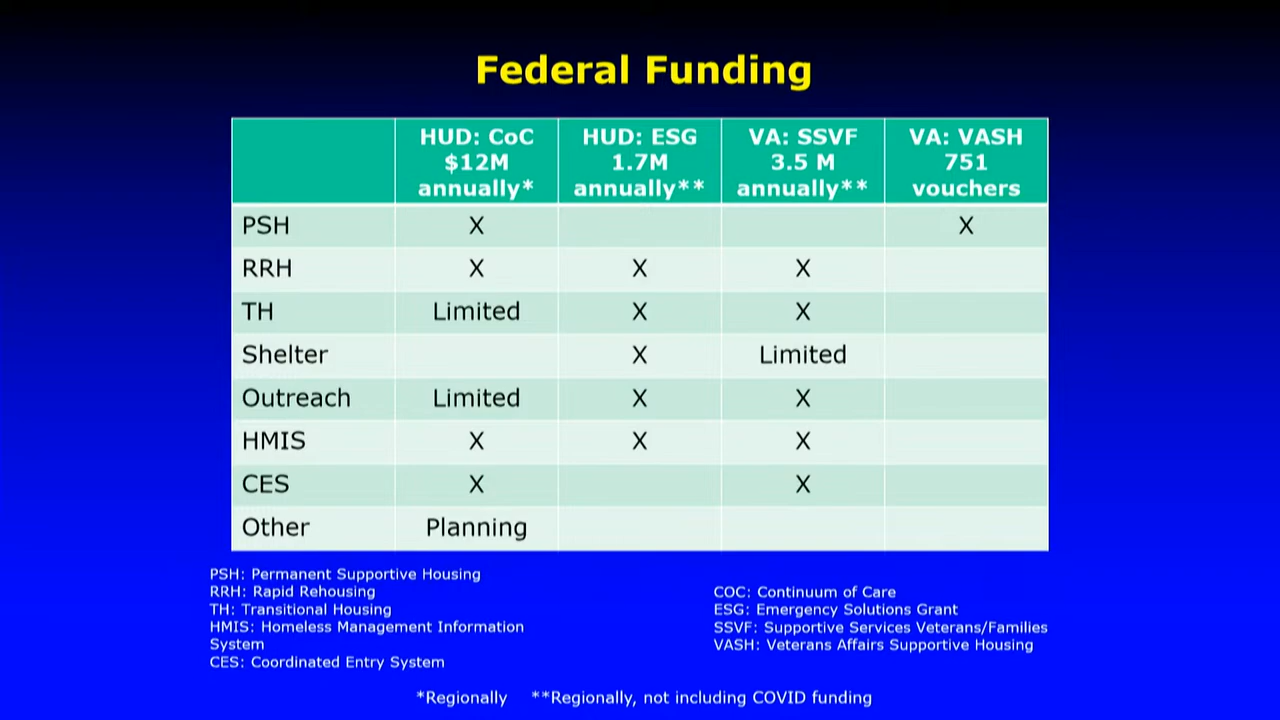 Federal Funding
HUD: CoC $12M annually* HUD: ESG 1.7M annually** VA: SSVF 3.5 M annually** VA: VASH 751 vouchers
PSH X X
RRH X X X
TH Limited X X
Shelter X Limited
Outreach Limited X X
HMIS X X X
CES X X
Other Planning
PSH: Permanent Supportive Housing
RRH: Rapid Rehousing
TH: Transitional Housing
HMIS: Homeless Management Information
System
CES: Coordinated Entry System
COC: Continuum of Care
ESG: Emergency Solutions Grant
SSVF: Supportive Services Veterans/Families
VASH: Veterans Affairs Supportive Housing
*Regionally **Regionally, not including COVID funding